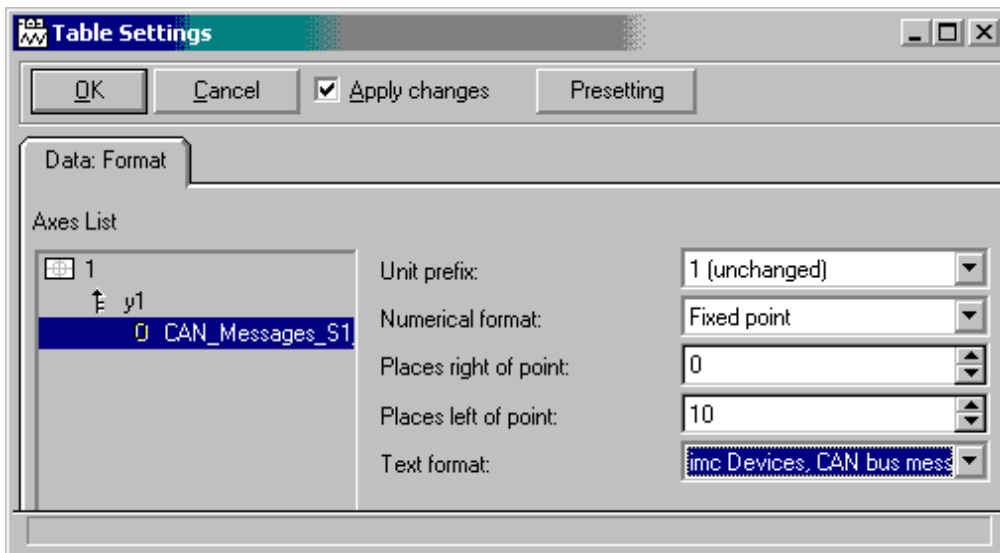 Table Settings
OK Cancel Apply changes Presetting
Data: Format
Axes List
1
y1
CAN_Messages_S1_
Unit prefix: 1 (unchanged)
Numerical format: Fixed point
Places right of point: 0
Places left of point: 10
Text format: imc Devices, CAN bus mess